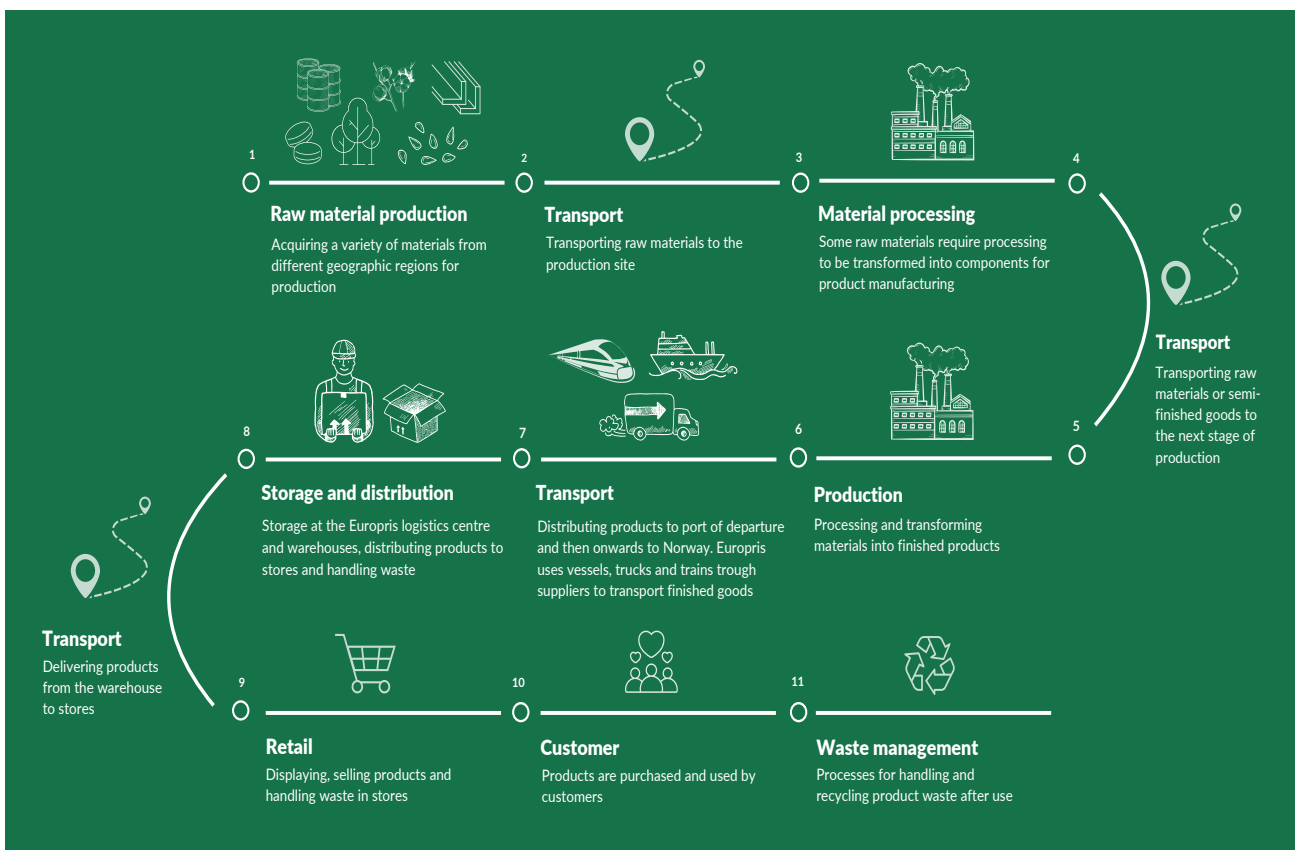 1
2
3
4
Raw material production
Acquiring a variety of materials from
different geographic regions for
production
Transport
Transporting raw materials to the
production site
Material processing
Some raw materials require processing
to be transformed into components for
product manufacturing
Transport
Transporting raw
materials or semi-
finished goods to
the next stage of
production
5
6
Production
Processing and transforming
materials into finished products
7
Transport
Distributing products to port of departure
and then onwards to Norway. Europris
uses vessels, trucks and trains trough
suppliers to transport finished goods
8
Storage and distribution
Storage at the Europris logistics centre
and warehouses, distributing products to
stores and handling waste
Transport
Delivering products
from the warehouse
to stores
9
Retail
Displaying, selling products and
handling waste in stores
10
Customer
Products are purchased and used by
customers
11
Waste management
Processes for handling and
recycling product waste after use